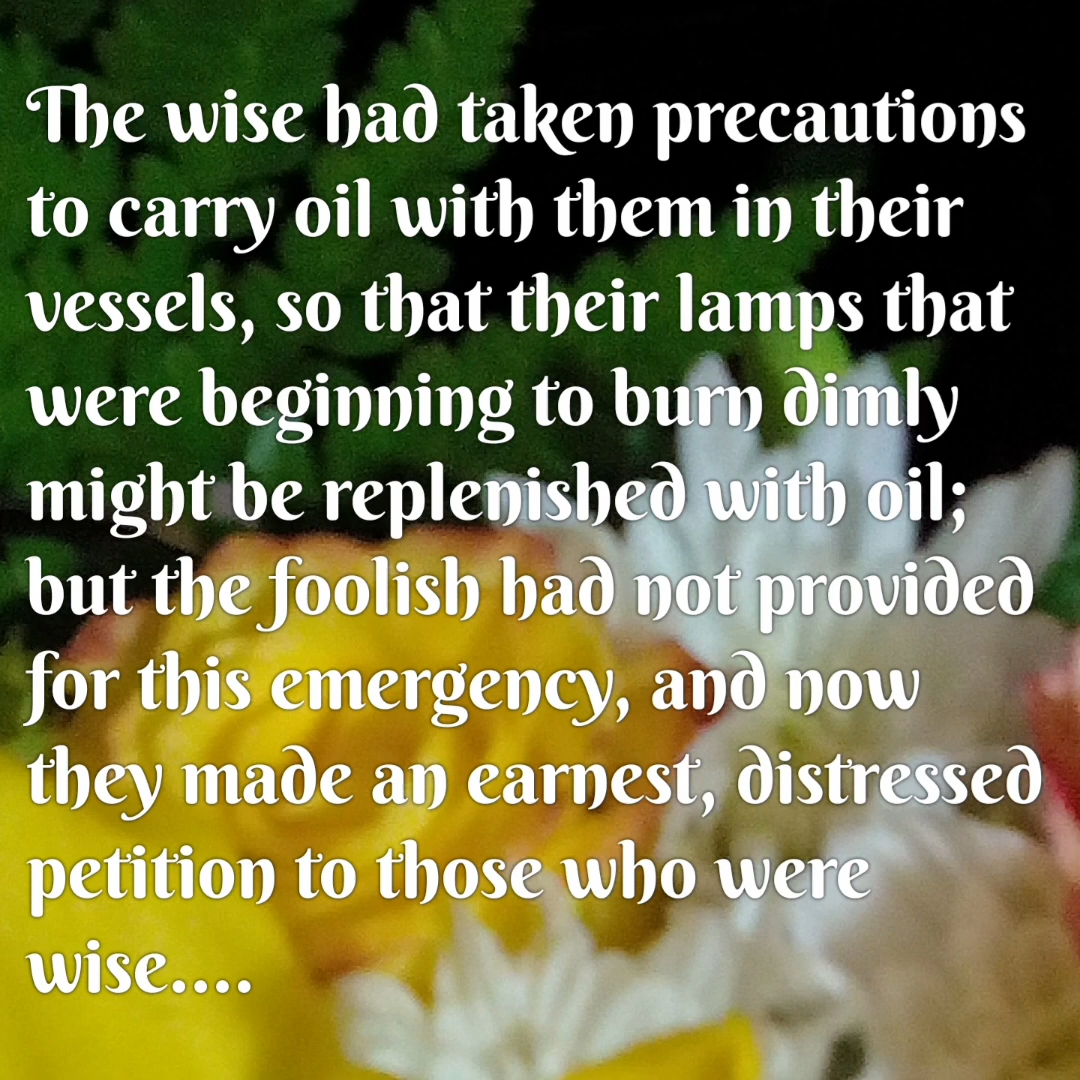 The wise had taken precautions
to carry oil with them in their
vessels, so that their lamps that
were beginning to burn dimly
might be replenished with oil;
but the foolish had not provided
for this emergency, and now
they made an earnest, distressed
petition to those who were
wise....